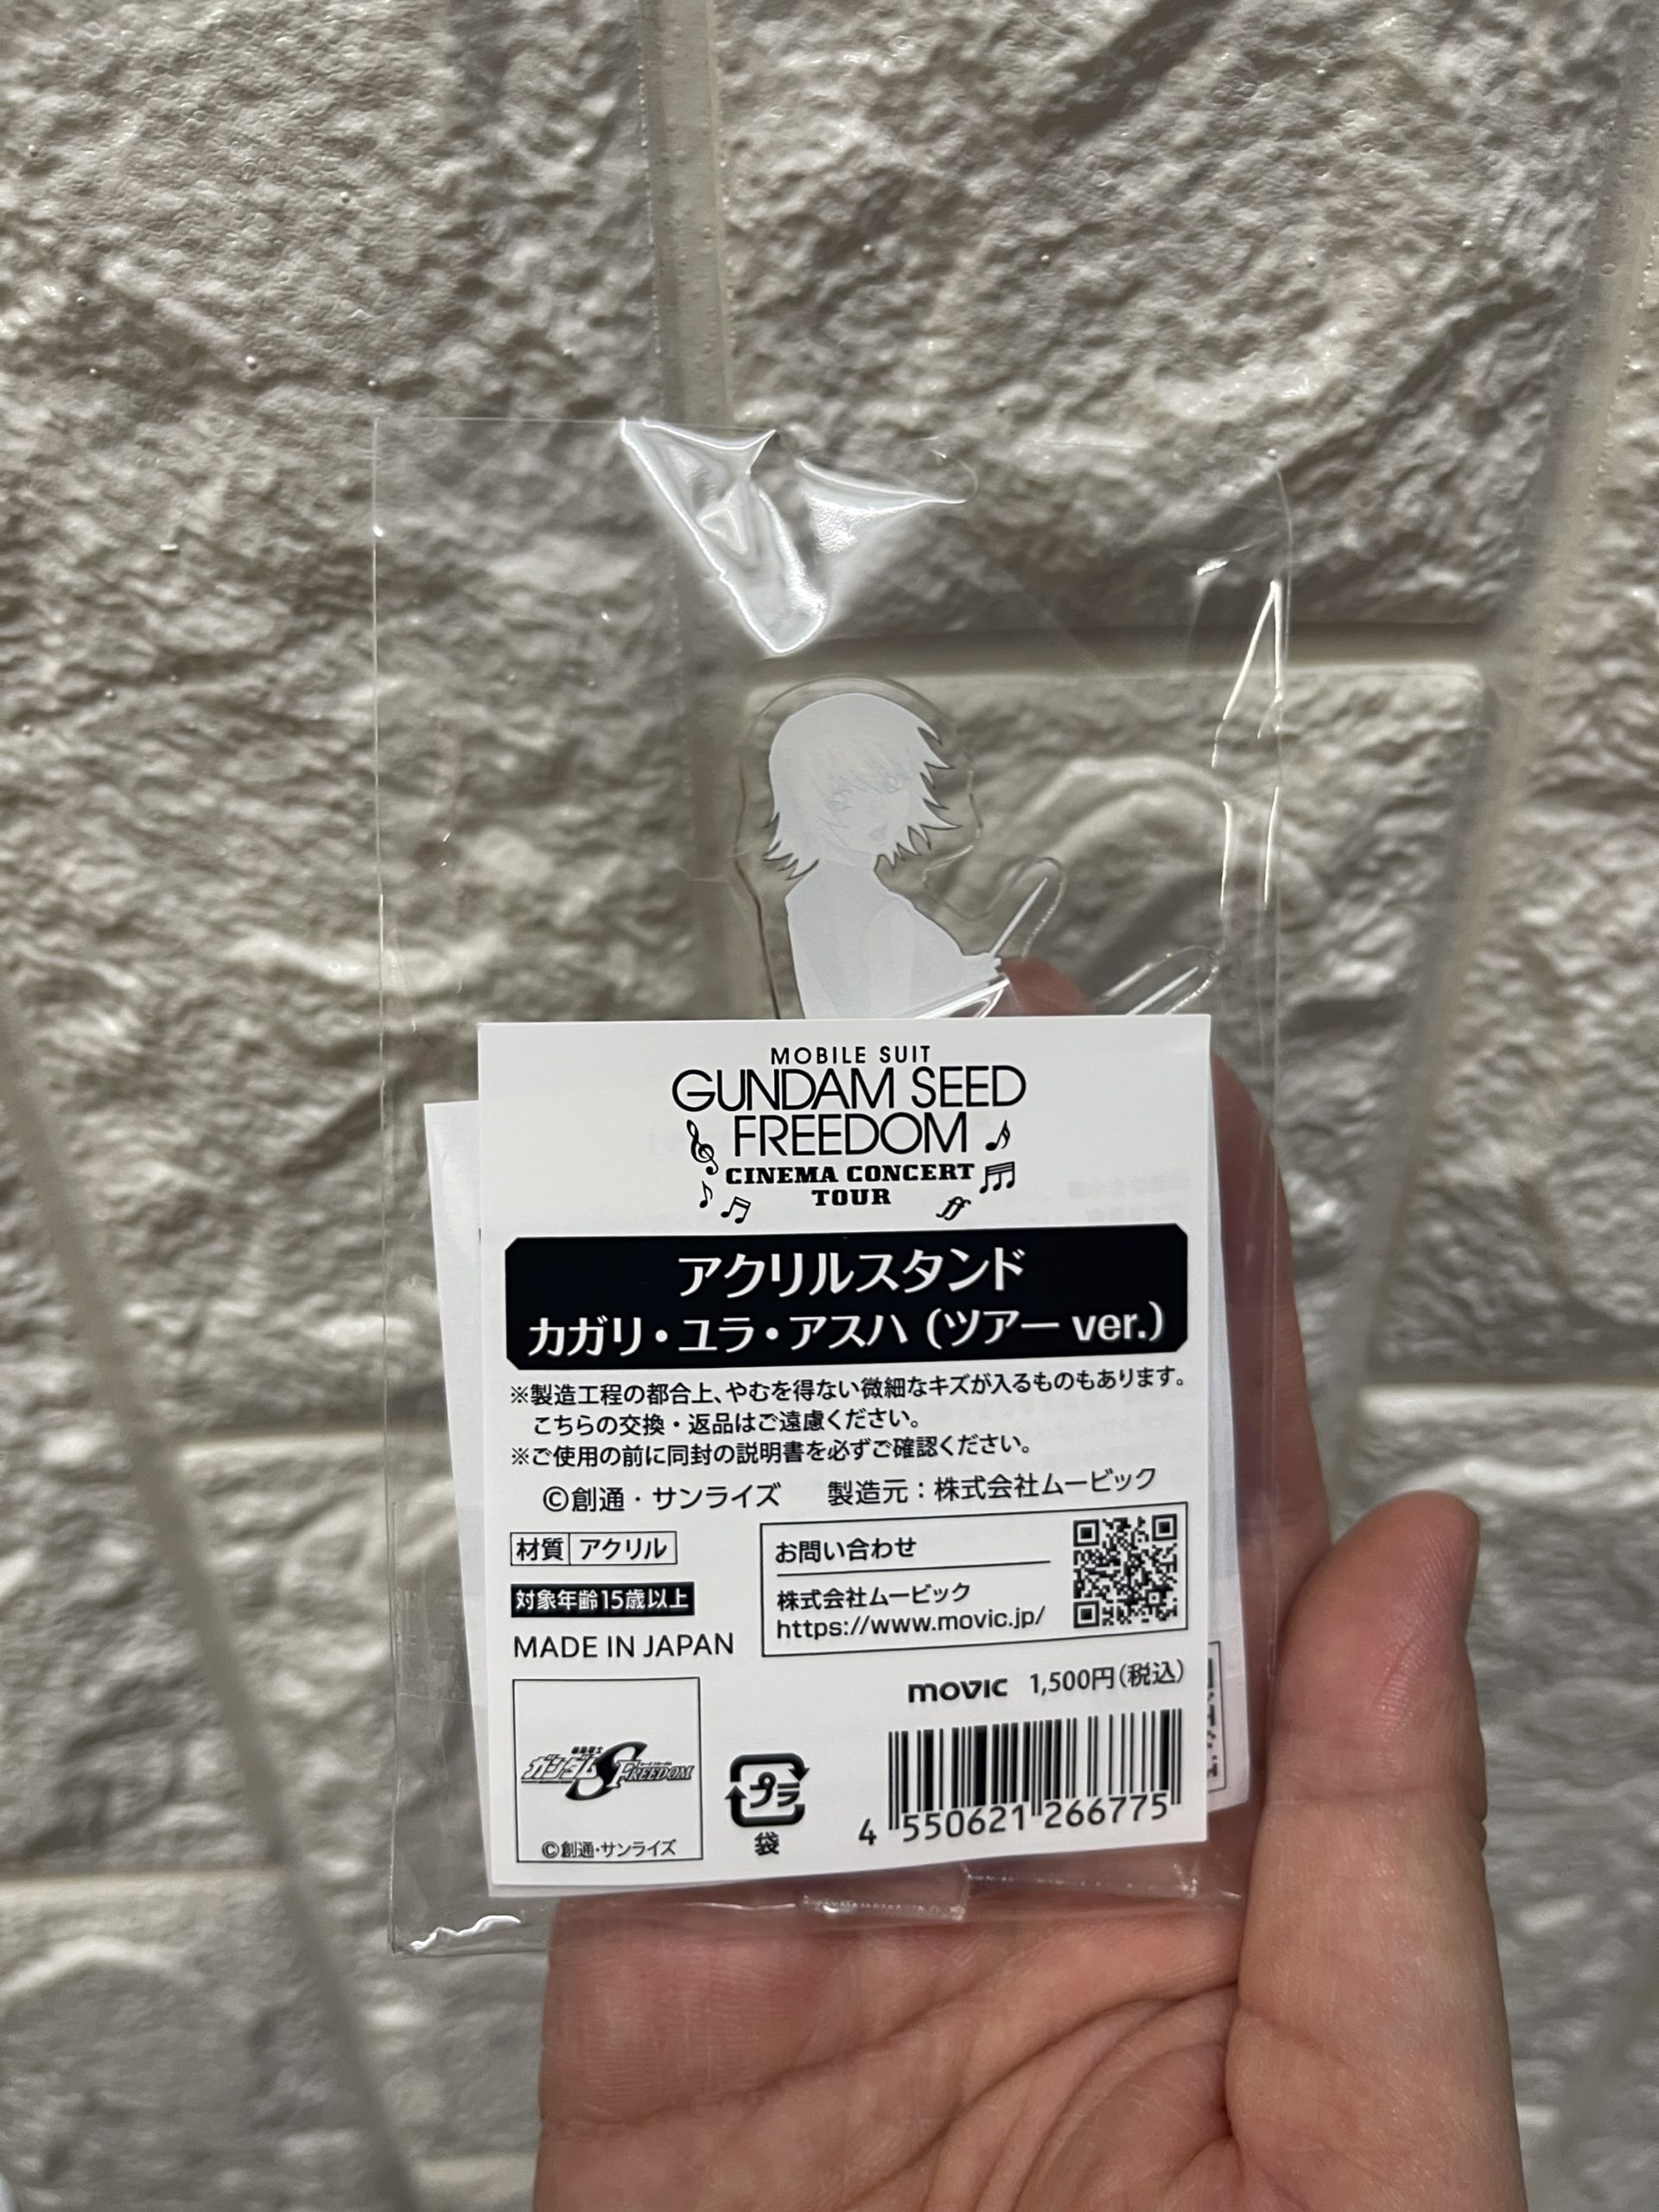 MOBILE SUIT
GUNDAM SEED
FREEDOM
CINEMA CONCERT
TOUR
アクリルスタンド
カガリ・ユラ・アスハ（ツアー ver.）
※製造工程の都合上、やむを得ない微細なキズが入るものもあります。
こちらの交換・返品はご遠慮ください。
※ご使用の前に同封の説明書を必ずご確認ください。
©創通・サンライズ 製造元：株式会社ムービック
材質 アクリル
対象年齢15歳以上
MADE IN JAPAN
お問い合わせ
株式会社ムービック
https://www.movic.jp/
movic 1,500円（税込）
機動戦士
ガンダムSEED FREEDOM
©創通・サンライズ
プラ
袋
4 550621 266775